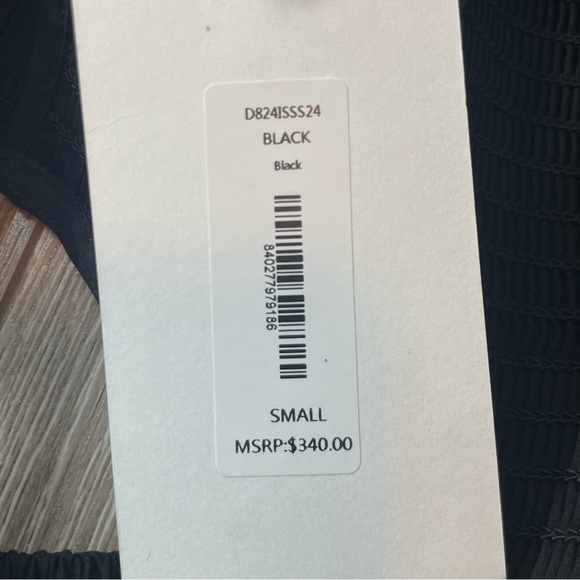 D824ISSS24
BLACK
Black
840277979186
SMALL
MSRP:$340.00